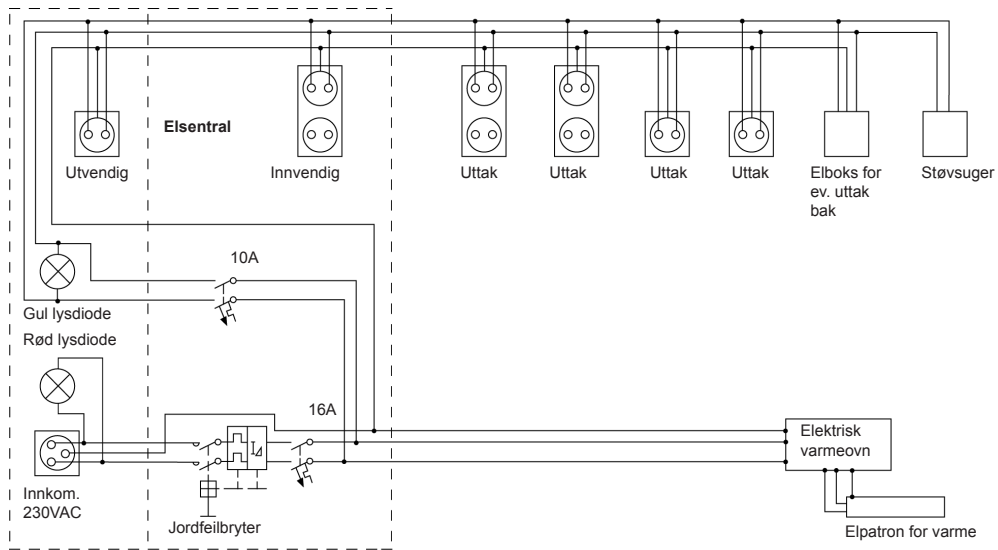 Elsentral
Utvendig
Innvendig
Uttak
Uttak
Uttak
Uttak
Elboks for
ev. uttak
bak
Støvsuger
10A
Gul lysdiode
Rød lysdiode
16A
Elektrisk
varmeovn
Innkom.
230VAC
Jordfeilbryter
Elpatron for varme